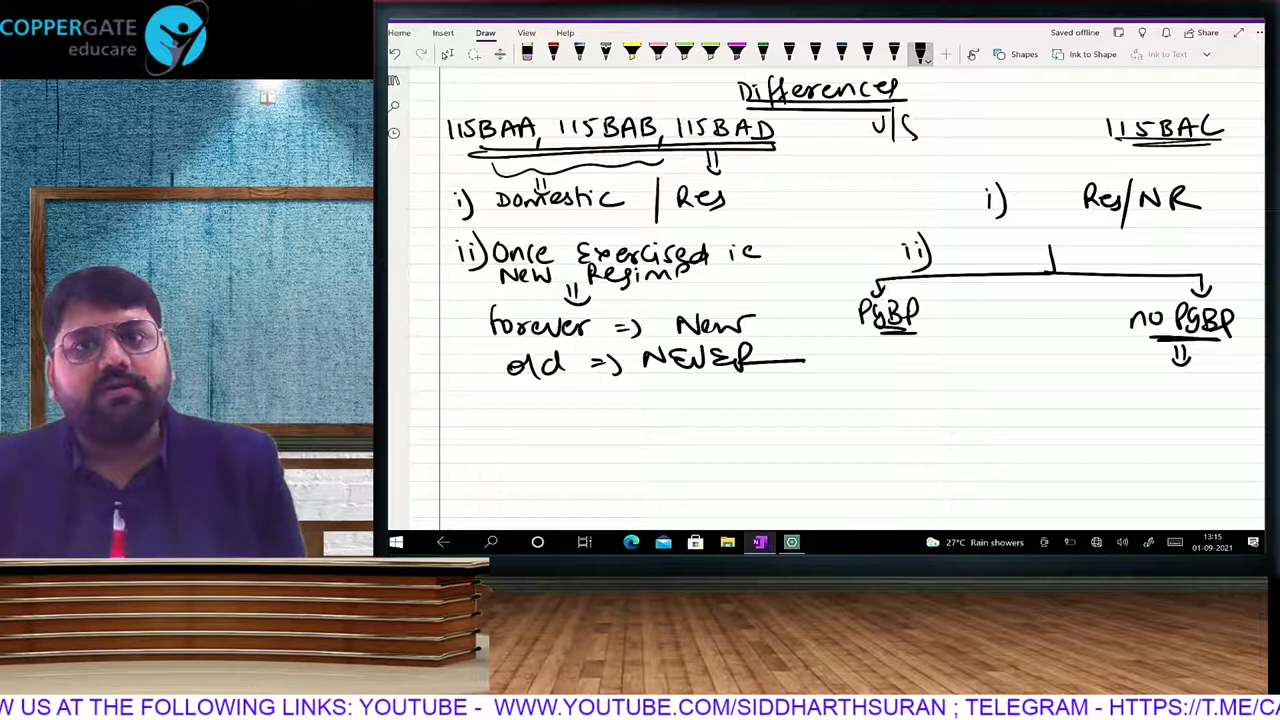 COPPERGATE
educare
Home Insert Draw View Help
Saved offline
Share
Shapes
Ink to Shape
Ink to Text
Differences
115BAA, 115BAB, 115BAD
V/S
115BAC
i) Domestic | Res
i) Res/NR
ii) Once Exercised ie
New Regime
ii)
forever => New
old => NEVER
PGBP
no PGBP
27°C Rain showers
13:15
01-09-2021
W US AT THE FOLLOWING LINKS: YOUTUBE - WWW.YOUTUBE.COM/SIDDHARTHSURAN ; TELEGRAM - HTTPS://T.ME/CA